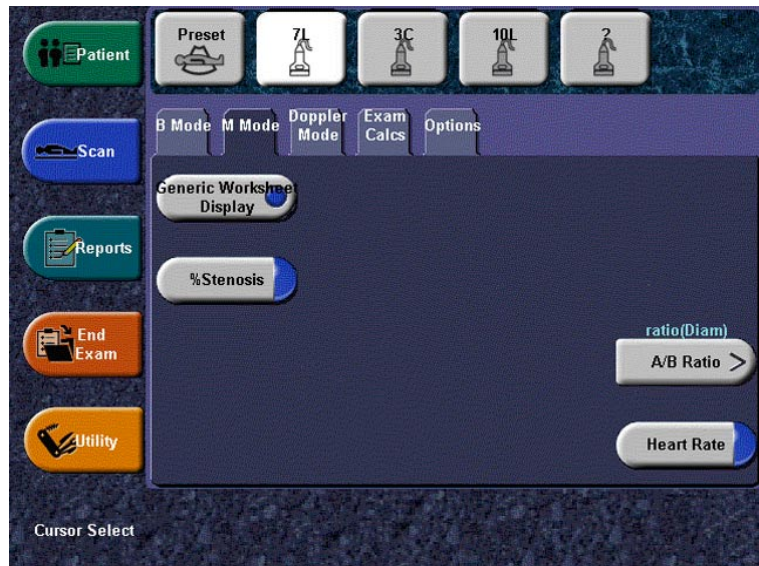 Patient
Preset
7L
3C
10L
?
B Mode
M Mode
Doppler
Mode
Exam
Calcs
Options
Scan
Generic Worksheet
Display
Reports
%Stenosis
End
Exam
ratio(Diam)
A/B Ratio >
Utility
Heart Rate
Cursor Select